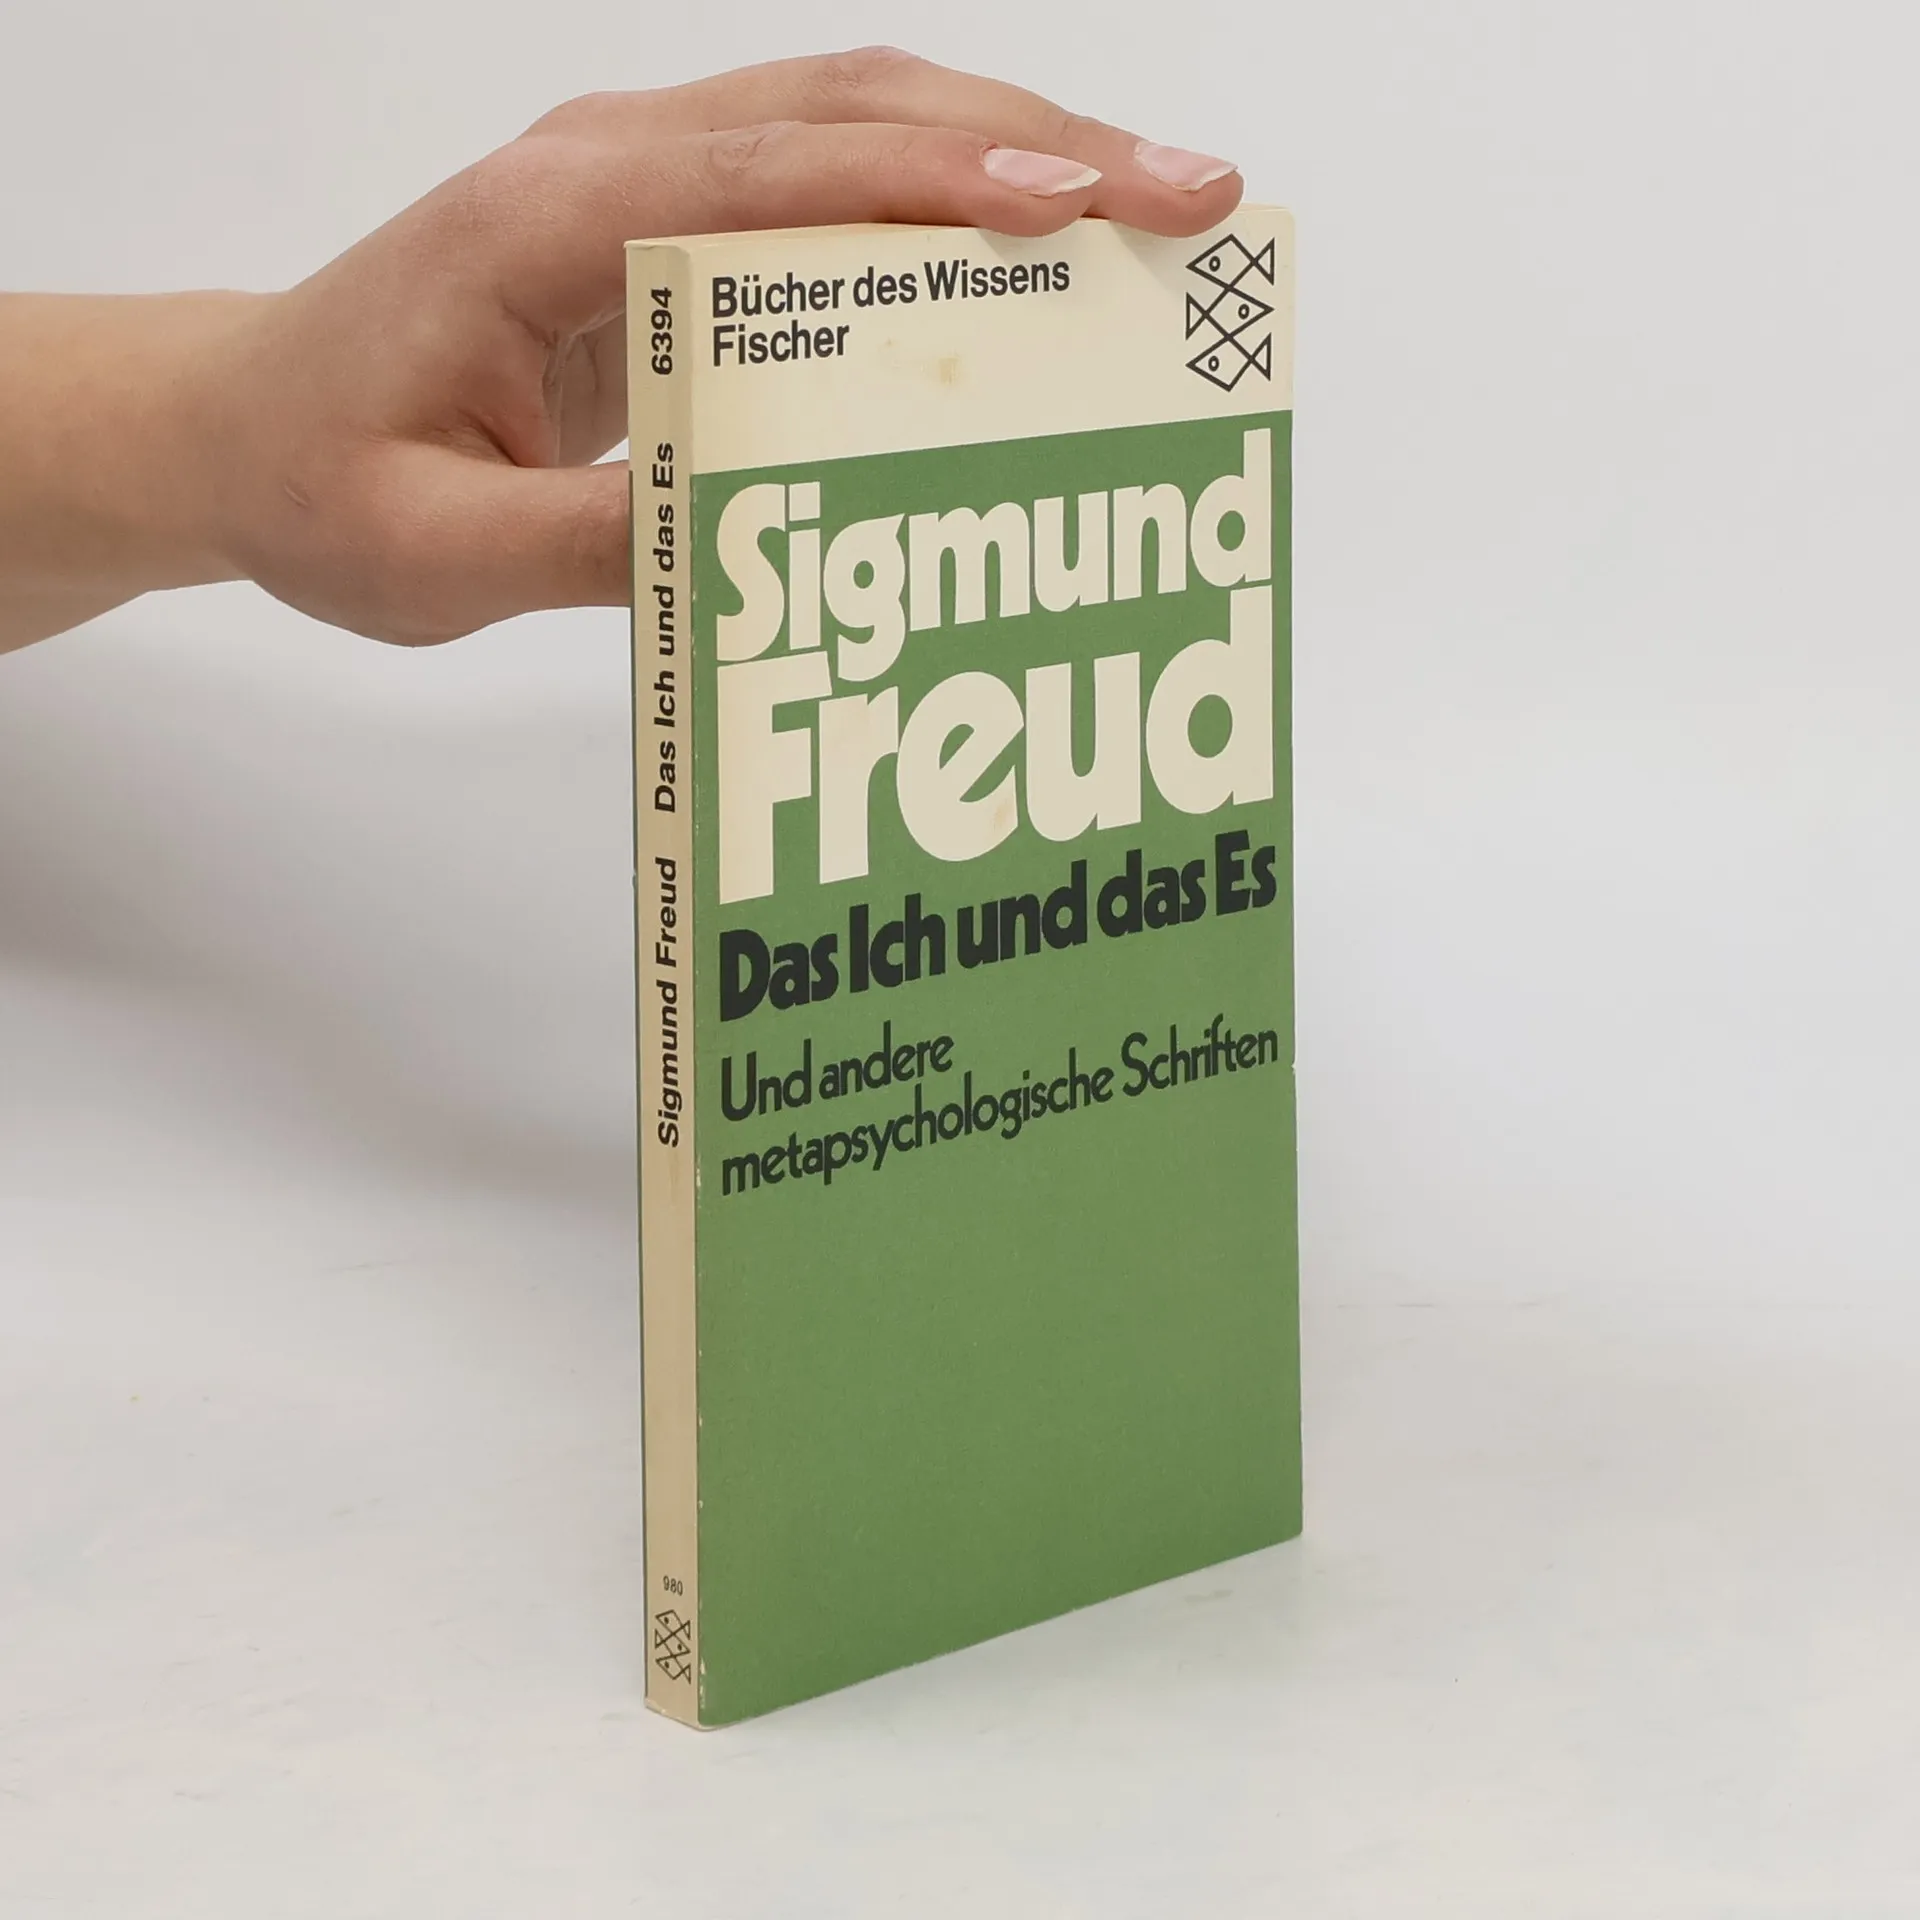 Bücher des Wissens
Fischer
Sigmund
Freud
Das Ich und das Es
Und andere
metapsychologische Schriften
Sigmund Freud Das Ich und das Es 6394
980